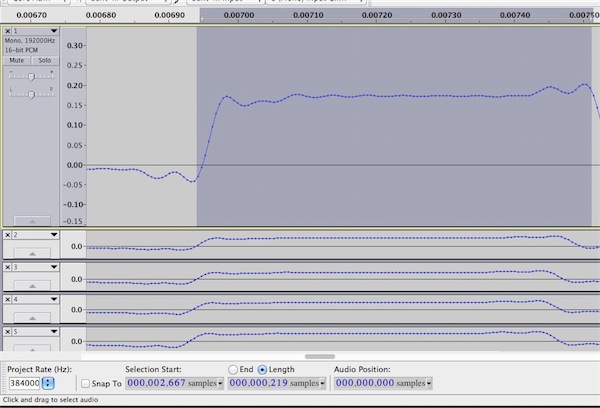 0.00670 0.00680 0.00690 0.00700 0.00710 0.00720 0.00730 0.00740 0.00750
1
Mono, 192000Hz
16-bit PCM
Mute Solo
- +
L R
0.30
0.25
0.20
0.15
0.10
0.05
0.00
-0.05
-0.10
-0.15
2 0.0
3 0.0
4 0.0
5 0.0
Project Rate (Hz): Selection Start: End Length Audio Position:
384000 Snap To 000,002,667 samples 000,000,219 samples 000,000,000 samples
Click and drag to select audio